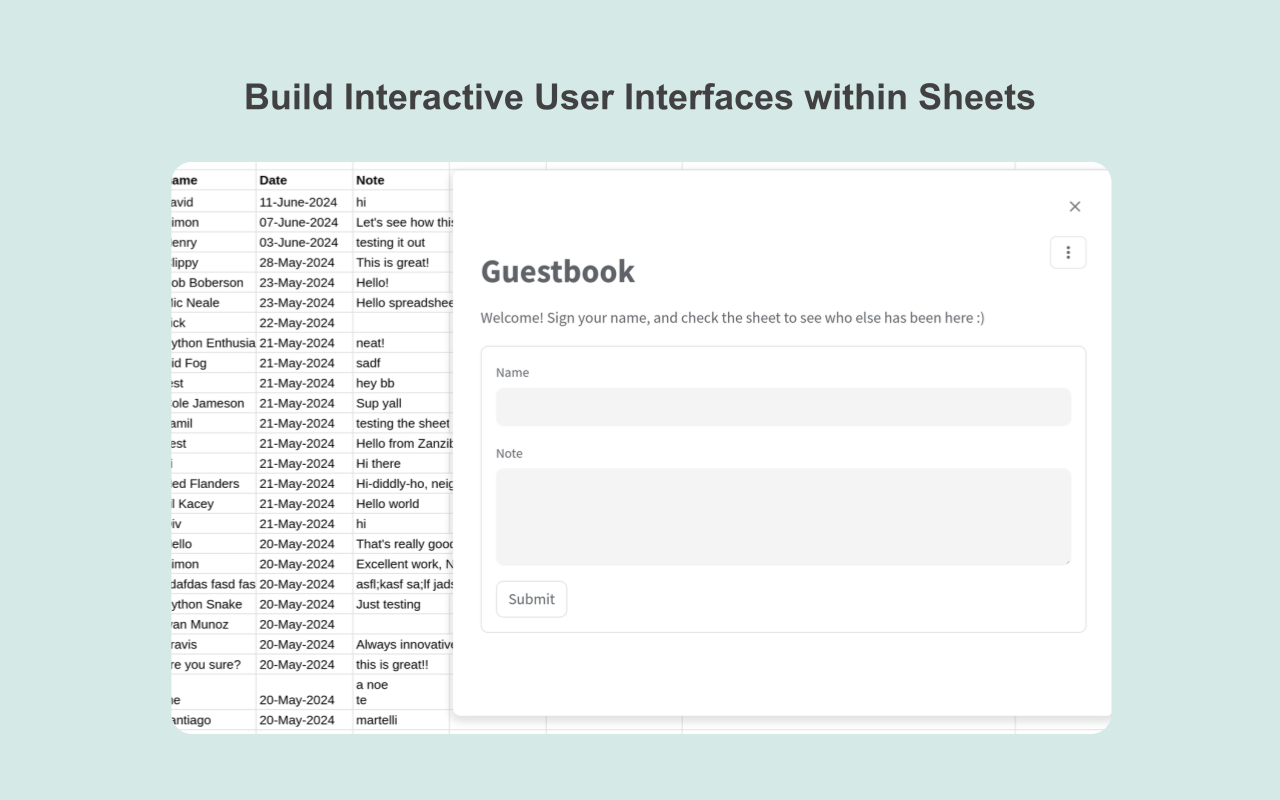 Build Interactive User Interfaces within Sheets
ame Date Note
avid 11-June-2024 hi
imon 07-June-2024 Let's see how this
enry 03-June-2024 testing it out
lippy 28-May-2024 This is great!
ob Boberson 23-May-2024 Hello!
lic Neale 23-May-2024 Hello spreadshee
ick 22-May-2024
ython Enthusia 21-May-2024 neat!
id Fog 21-May-2024 sadf
est 21-May-2024 hey bb
ole Jameson 21-May-2024 Sup yall
amil 21-May-2024 testing the sheet
est 21-May-2024 Hello from Zanzib
i 21-May-2024 Hi there
ed Flanders 21-May-2024 Hi-diddly-ho, neig
il Kacey 21-May-2024 Hello world
iv 21-May-2024 hi
ello 20-May-2024 That's really good
imon 20-May-2024 Excellent work, N
dafdas fasd fas 20-May-2024 asfl;kasf sa;lf jads
ython Snake 20-May-2024 Just testing
an Munoz 20-May-2024
ravis 20-May-2024 Always innovative
re you sure? 20-May-2024 this is great!!
a noe
ne 20-May-2024 te
antiago 20-May-2024 martelli
Guestbook
Welcome! Sign your name, and check the sheet to see who else has been here :)
Name
Note
Submit